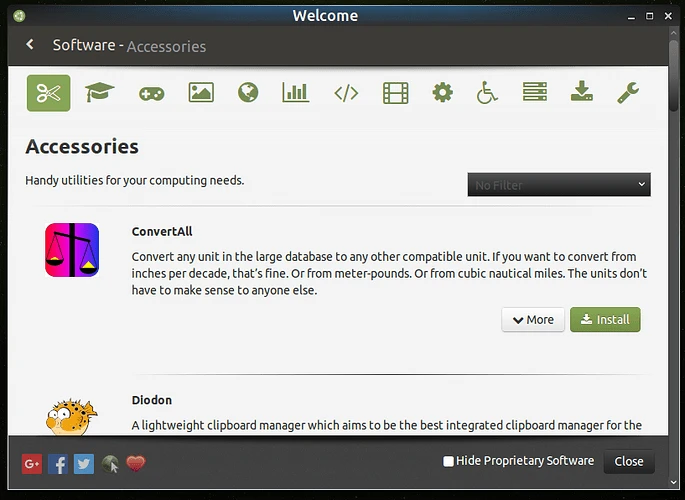 Welcome
Software - Accessories
Accessories
Handy utilities for your computing needs.
No Filter
ConvertAll
Convert any unit in the large database to any other compatible unit. If you want to convert from
inches per decade, that's fine. Or from meter-pounds. Or from cubic nautical miles. The units don't
have to make sense to anyone else.
More
Install
Diodon
A lightweight clipboard manager which aims to be the best integrated clipboard manager for the
G+
f
Hide Proprietary Software
Close